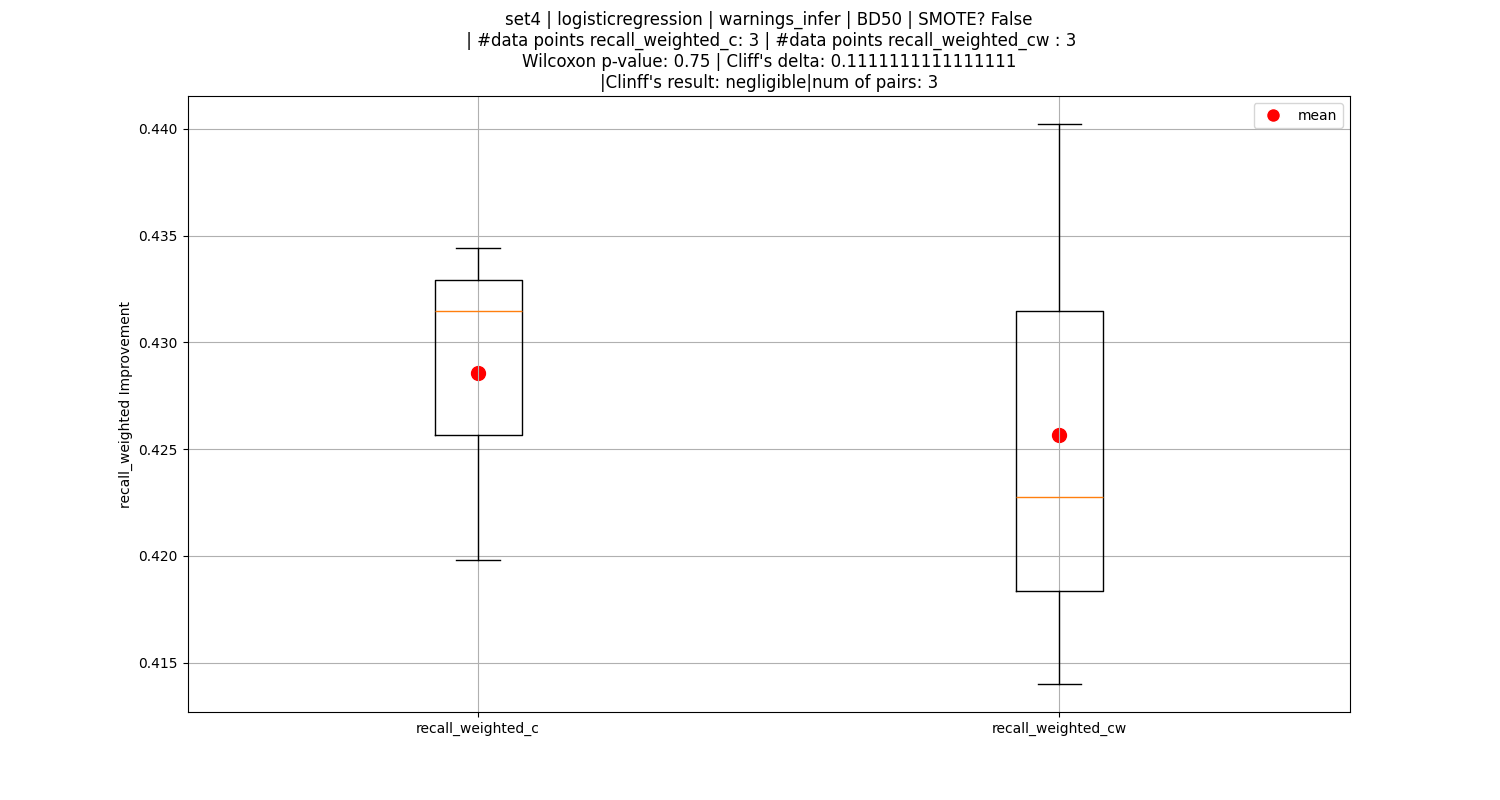 set4 | logisticregression | warnings_infer | BD50 | SMOTE? False
| #data points recall_weighted_c: 3 | #data points recall_weighted_cw : 3
Wilcoxon p-value: 0.75 | Cliff's delta: 0.1111111111111111
|Clinff's result: negligible|num of pairs: 3
mean
0.440
0.435
0.430
0.425
0.420
0.415
recall_weighted Improvement
recall_weighted_c
recall_weighted_cw